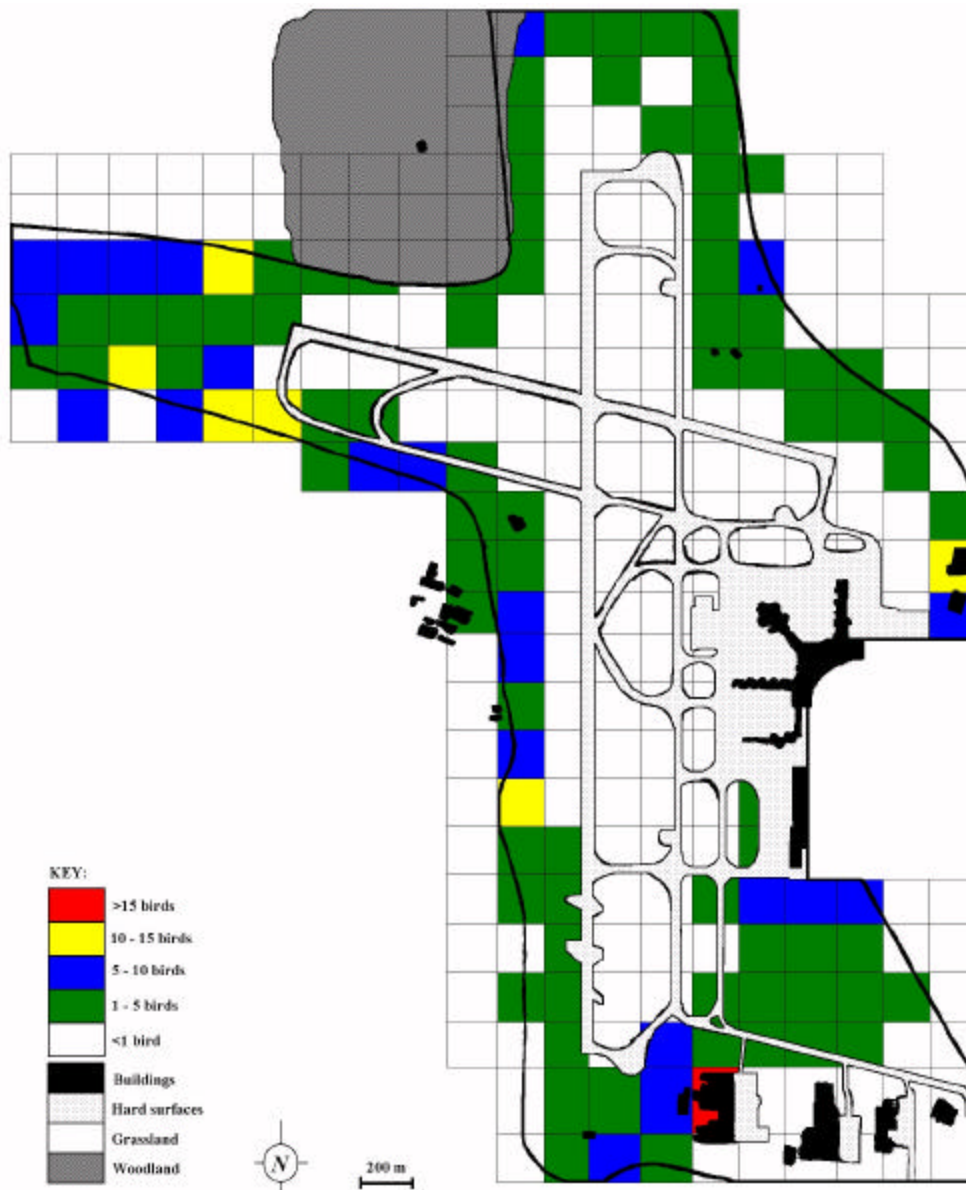 KEY:
>15 birds
10 - 15 birds
5 - 10 birds
1 - 5 birds
<1 bird
Buildings
Hard surfaces
Grassland
Woodland
N
200 m